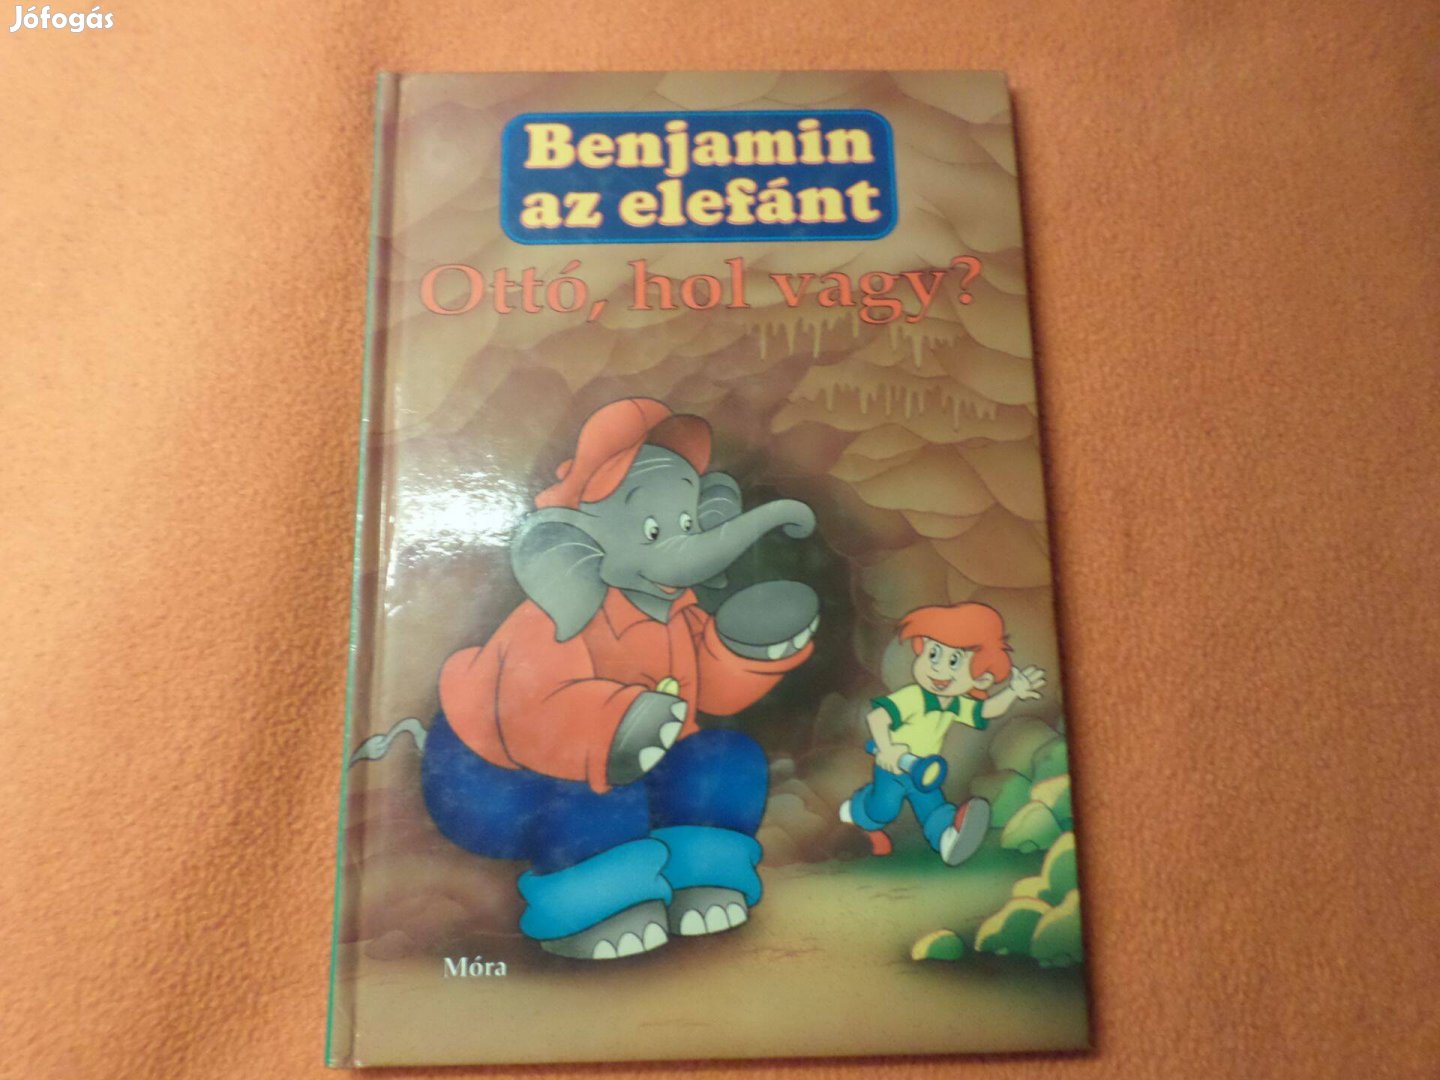 Jófogás
Benjamin
az elefánt
Ottó, hol vagy?
Móra